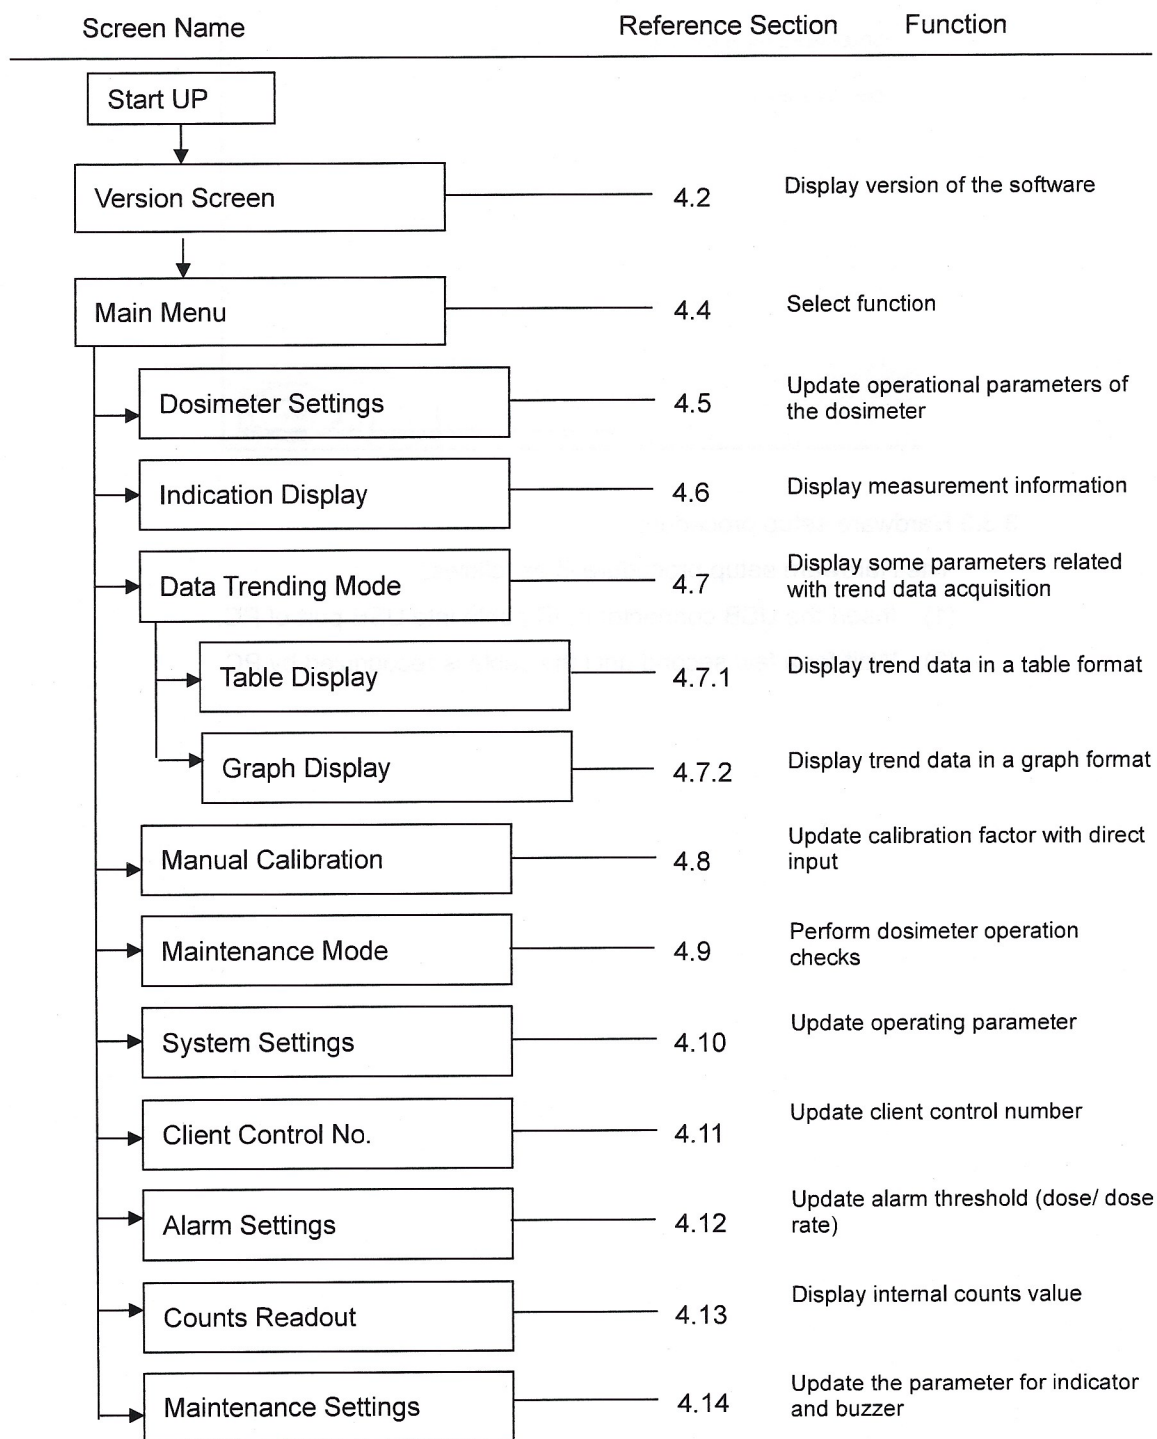 Screen Name Reference Section Function
Start UP
Version Screen 4.2 Display version of the software
Main Menu 4.4 Select function
Dosimeter Settings 4.5 Update operational parameters of
the dosimeter
Indication Display 4.6 Display measurement information
Data Trending Mode 4.7 Display some parameters related
with trend data acquisition
Table Display 4.7.1 Display trend data in a table format
Graph Display 4.7.2 Display trend data in a graph format
Manual Calibration 4.8 Update calibration factor with direct
input
Maintenance Mode 4.9 Perform dosimeter operation
checks
System Settings 4.10 Update operating parameter
Client Control No. 4.11 Update client control number
Alarm Settings 4.12 Update alarm threshold (dose/ dose
rate)
Counts Readout 4.13 Display internal counts value
Maintenance Settings 4.14 Update the parameter for indicator
and buzzer